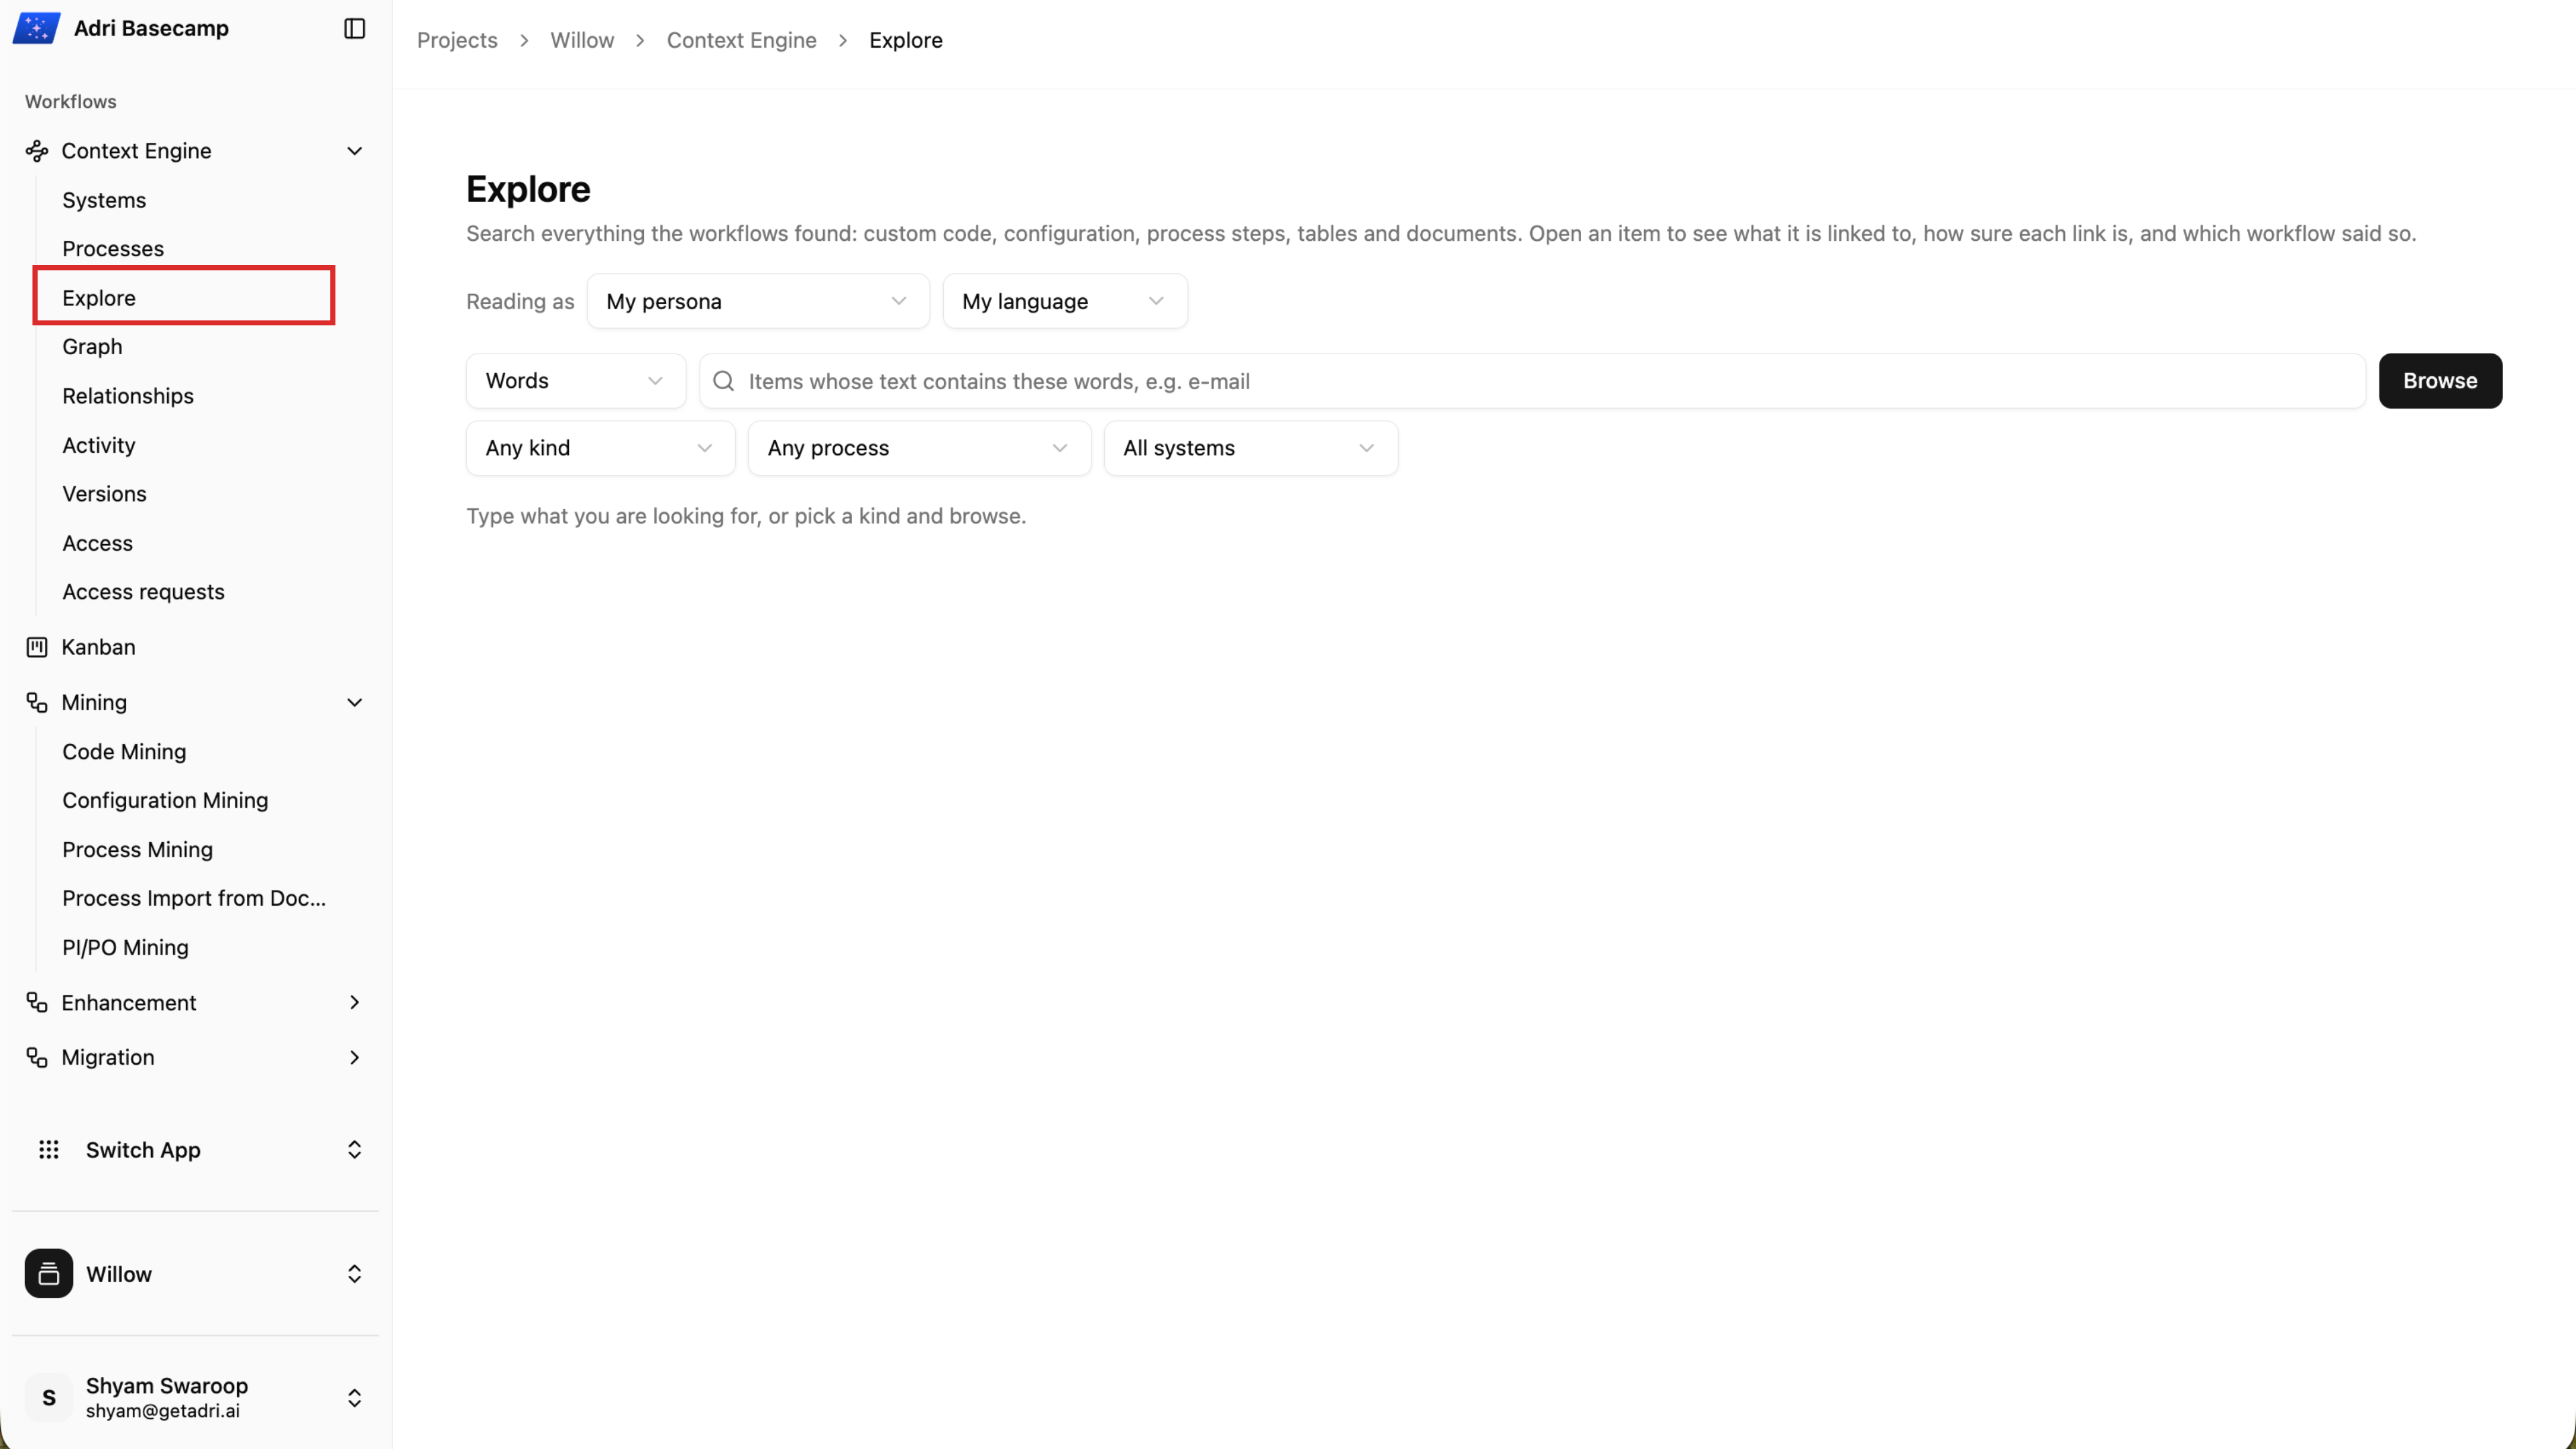 Adri Basecamp
Workflows
Context Engine
Systems
Processes
Explore
Graph
Relationships
Activity
Versions
Access
Access requests
Kanban
Mining
Code Mining
Configuration Mining
Process Mining
Process Import from Doc...
PI/PO Mining
Enhancement
Migration
Switch App
Willow
S
Shyam Swaroop
shyam@getadri.ai
Projects > Willow > Context Engine > Explore
Explore
Search everything the workflows found: custom code, configuration, process steps, tables and documents. Open an item to see what it is linked to, how sure each link is, and which workflow said so.
Reading as My persona My language
Words Items whose text contains these words, e.g. e-mail Browse
Any kind Any process All systems
Type what you are looking for, or pick a kind and browse.